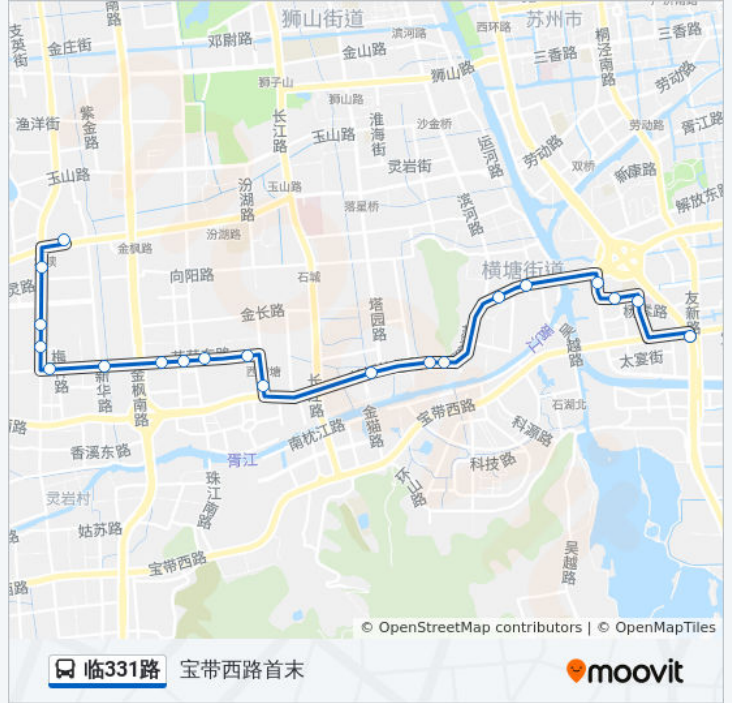 狮山街道
苏州市
支英街
金庄街
南路
邓尉路
金山路
滨河路
西环路
三香路
桐泾南路
三香路
狮子山
狮山路
狮山路
劳动路
渔洋街
紫金路
长江路
玉山路
淮海街
沙金桥
运河路
劳动路
劳动路
胥江路
双桥
新康路
灵岩街
玉山路
汾湖路
玉山路
落星桥
滨河路
解放东路
金枫路
汾湖路
向阳路
石城
横塘街道
灵路
金长路
塔园路
友新路
胥江
吴越路
太宴街
新华路
金枫南路
石湖北
金猫路
宝带西路
南枕江路
科源路
香溪东路
胥江
科技路
环山路
珠江南路
灵岩村
姑苏路
吴越路
宝带西路
© OpenStreetMap contributors | © OpenMapTiles
临331路 宝带西路首末
moovit